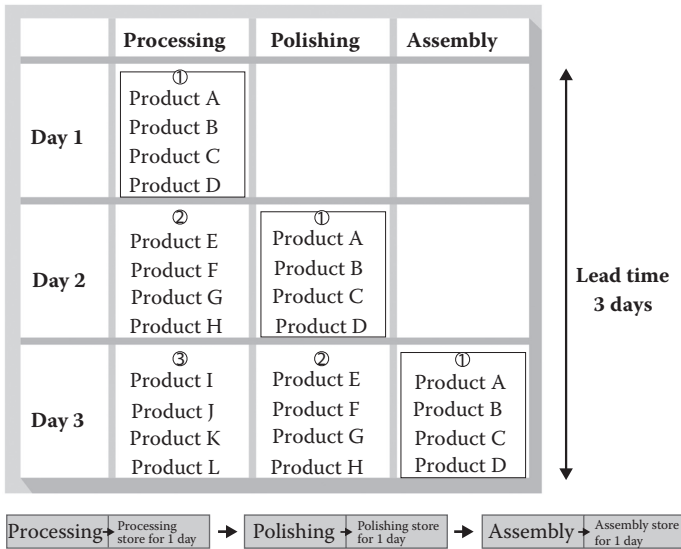 Processing Polishing Assembly
Day 1
①
Product A
Product B
Product C
Product D
Day 2
②
Product E
Product F
Product G
Product H
①
Product A
Product B
Product C
Product D
Day 3
③
Product I
Product J
Product K
Product L
②
Product E
Product F
Product G
Product H
①
Product A
Product B
Product C
Product D
Lead time
3 days
Processing
Processing
store for 1 day
Polishing
Polishing store
for 1 day
Assembly
Assembly store
for 1 day